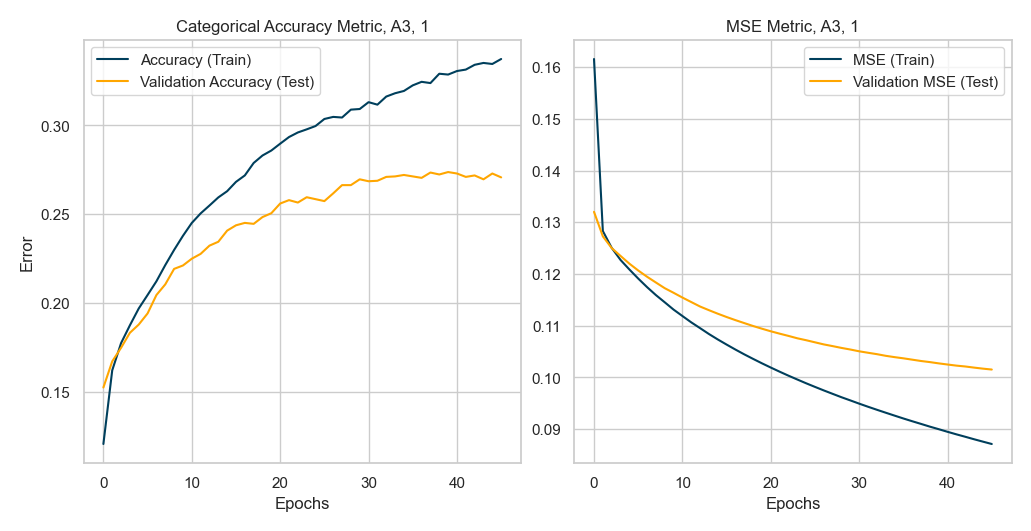 Categorical Accuracy Metric, A3, 1
Accuracy (Train)
Validation Accuracy (Test)
0.30
0.25
0.20
0.15
Error
0 10 20 30 40
Epochs
MSE Metric, A3, 1
MSE (Train)
Validation MSE (Test)
0.16
0.15
0.14
0.13
0.12
0.11
0.10
0.09
0 10 20 30 40
Epochs